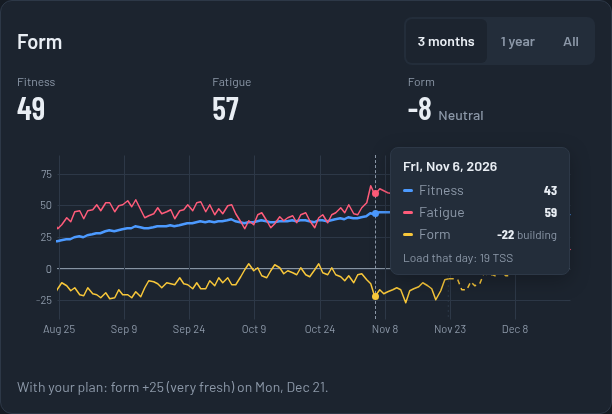 Form
3 months 1 year All
Fitness Fatigue Form
49 57 -8 Neutral
Fri, Nov 6, 2026
Fitness 43
Fatigue 59
Form -22 building
Load that day: 19 TSS
75
50
25
0
-25
Aug 25 Sep 9 Sep 24 Oct 9 Oct 24 Nov 8 Nov 23 Dec 8
With your plan: form +25 (very fresh) on Mon, Dec 21.